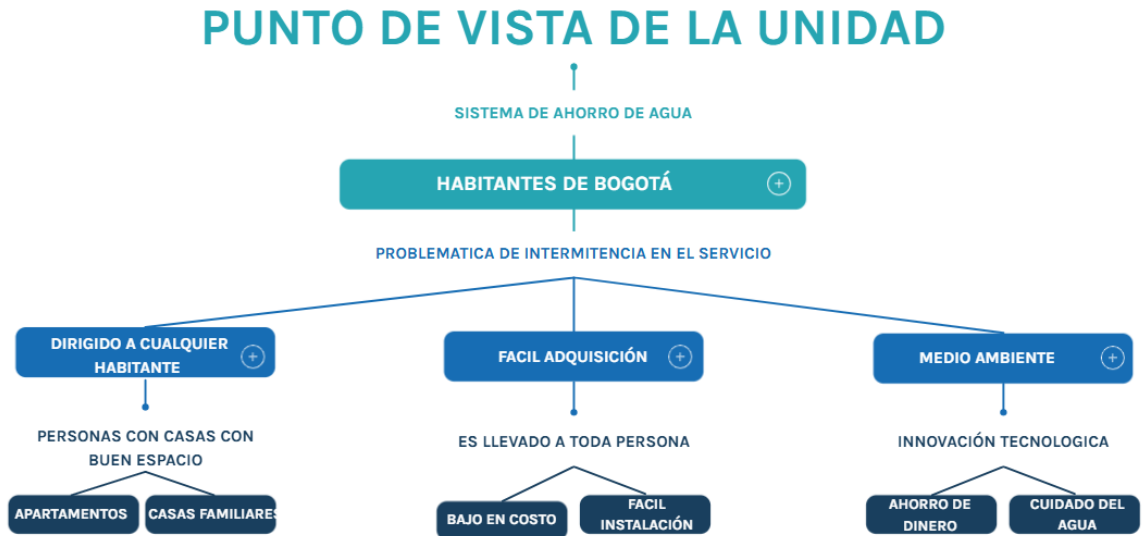 PUNTO DE VISTA DE LA UNIDAD
SISTEMA DE AHORRO DE AGUA
HABITANTES DE BOGOTÁ
PROBLEMATICA DE INTERMITENCIA EN EL SERVICIO
DIRIGIDO A CUALQUIER
HABITANTE
FACIL ADQUISICIÓN
MEDIO AMBIENTE
PERSONAS CON CASAS CON
BUEN ESPACIO
ES LLEVADO A TODA PERSONA
INNOVACIÓN TECNOLOGICA
APARTAMENTOS
CASAS FAMILIARES
BAJO EN COSTO
FACIL
INSTALACIÓN
AHORRO DE
DINERO
CUIDADO DEL
AGUA